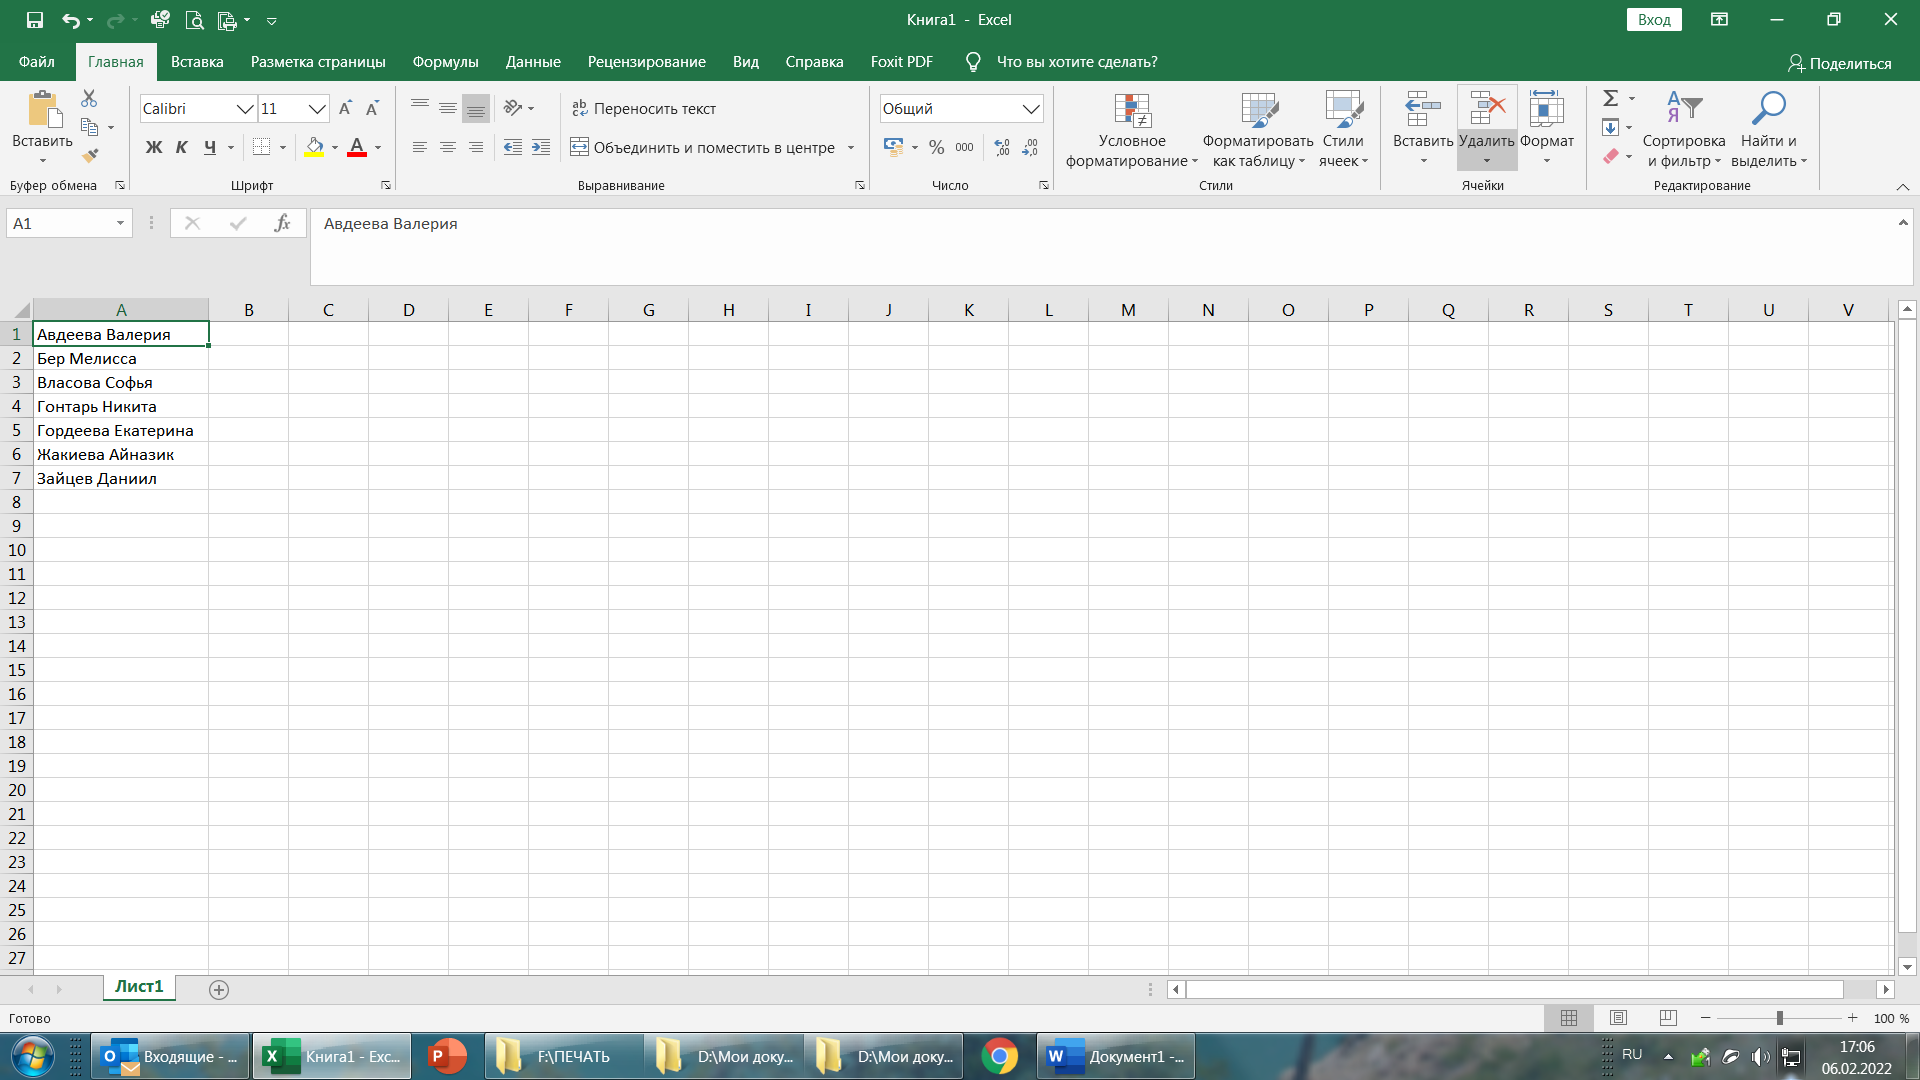 Книга1 - Excel
Вход
Файл Главная Вставка Разметка страницы Формулы Данные Рецензирование Вид Справка Foxit PDF Что вы хотите сделать? Поделиться
Calibri 11 Переносить текст Общий
Вставить Ж К Ч А Объединить и поместить в центре % 000 Условное форматирование Форматировать как таблицу Стили ячеек Вставить Удалить Формат Сортировка и фильтр Найти и выделить
Буфер обмена Шрифт Выравнивание Число Стили Ячейки Редактирование
A1 fx Авдеева Валерия
A B C D E F G H I J K L M N O P Q R S T U V
1 Авдеева Валерия
2 Бер Мелисса
3 Власова Софья
4 Гонтарь Никита
5 Гордеева Екатерина
6 Жакиева Айназик
7 Зайцев Даниил
8
9
10
11
12
13
14
15
16
17
18
19
20
21
22
23
24
25
26
27
Лист1
Готово 100 %
Входящие - ... Книга1 - Exc... F:\ПЕЧАТЬ D:\Мои доку... D:\Мои доку... Документ1 -... RU 17:06
06.02.2022